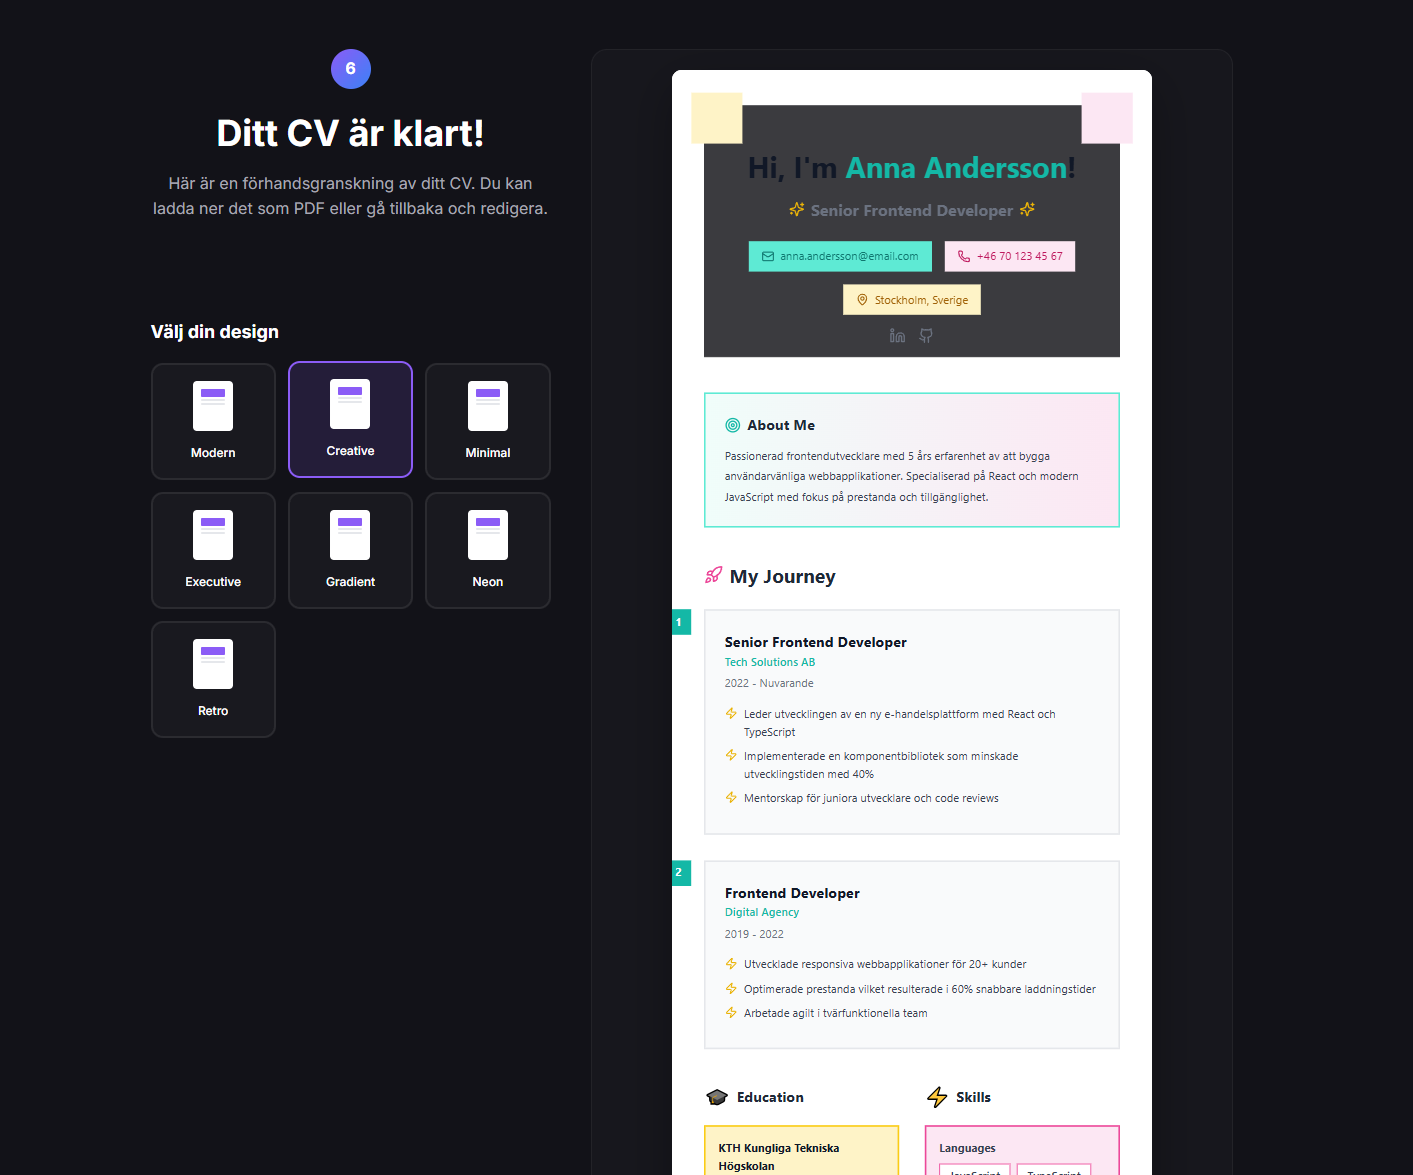 6
Ditt CV är klart!
Här är en förhandsgranskning av ditt CV. Du kan
ladda ner det som PDF eller gå tillbaka och redigera.
Välj din design
Modern
Creative
Minimal
Executive
Gradient
Neon
Retro
Hi, I'm Anna Andersson!
Senior Frontend Developer
anna.andersson@email.com
+46 70 123 45 67
Stockholm, Sverige
About Me
Passionerad frontendutvecklare med 5 års erfarenhet av att bygga
användarvänliga webbapplikationer. Specialiserad på React och modern
JavaScript med fokus på prestanda och tillgänglighet.
My Journey
1
Senior Frontend Developer
Tech Solutions AB
2022 - Nuvarande
Leder utvecklingen av en ny e-handelsplattform med React och
TypeScript
Implementerade en komponentbibliotek som minskade
utvecklingstiden med 40%
Mentorskap för juniora utvecklare och code reviews
2
Frontend Developer
Digital Agency
2019 - 2022
Utvecklade responsiva webbapplikationer för 20+ kunder
Optimerade prestanda vilket resulterade i 60% snabbare laddningstider
Arbetade agilt i tvärfunktionella team
Education
KTH Kungliga Tekniska
Högskolan
Skills
Languages
JavaScript
TypeScript